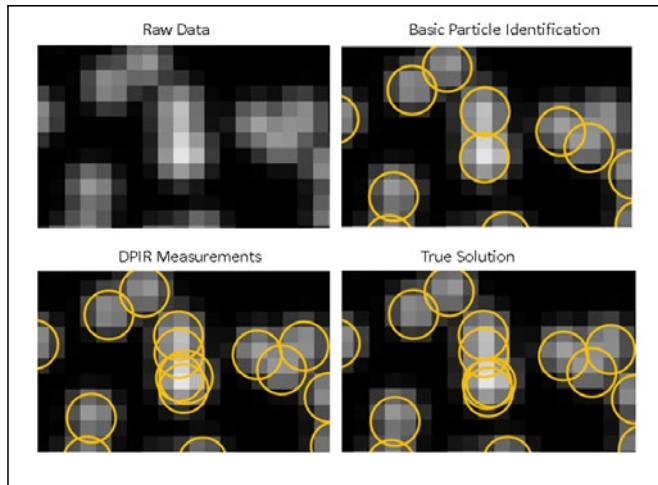 Raw Data
Basic Particle Identification
DPIR Measurements
True Solution